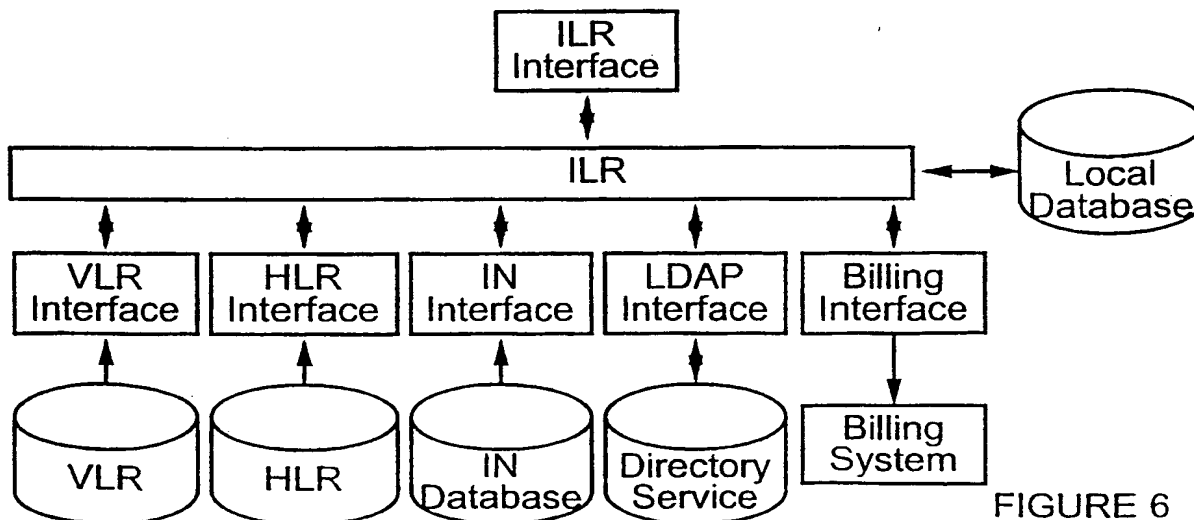 ILR
Interface
ILR
Local
Database
VLR
Interface
HLR
Interface
IN
Interface
LDAP
Interface
Billing
Interface
VLR
HLR
IN
Database
Directory
Service
Billing
System
FIGURE 6